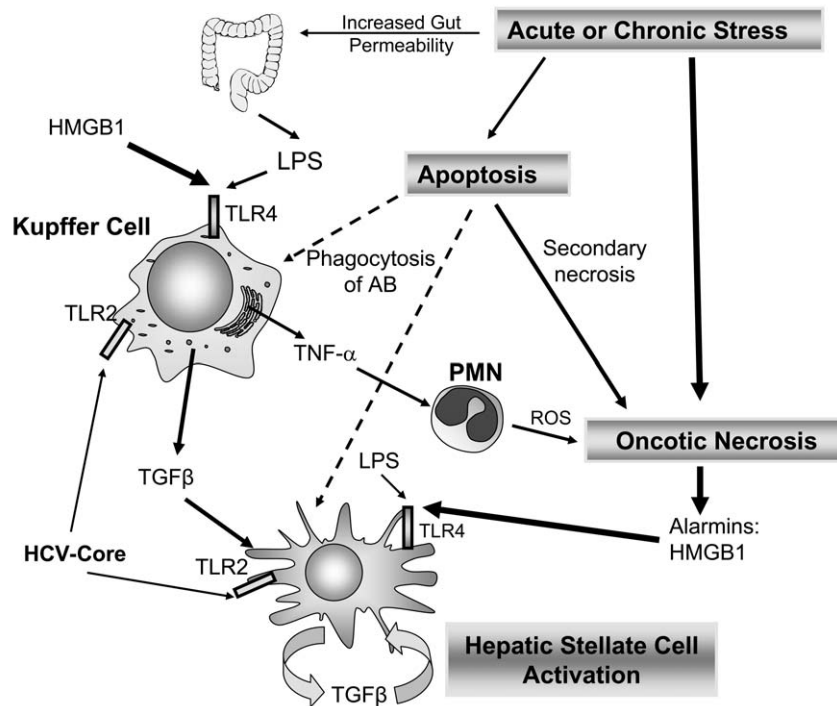 Increased Gut
Permeability
Acute or Chronic Stress
HMGB1
LPS
Apoptosis
TLR4
Kupffer Cell
Phagocytosis
of AB
Secondary
necrosis
TLR2
TNF-α
PMN
ROS
Oncotic Necrosis
LPS
TGFβ
TLR4
Alarmins:
HMGB1
HCV-Core
TLR2
Hepatic Stellate Cell
Activation
TGFβ